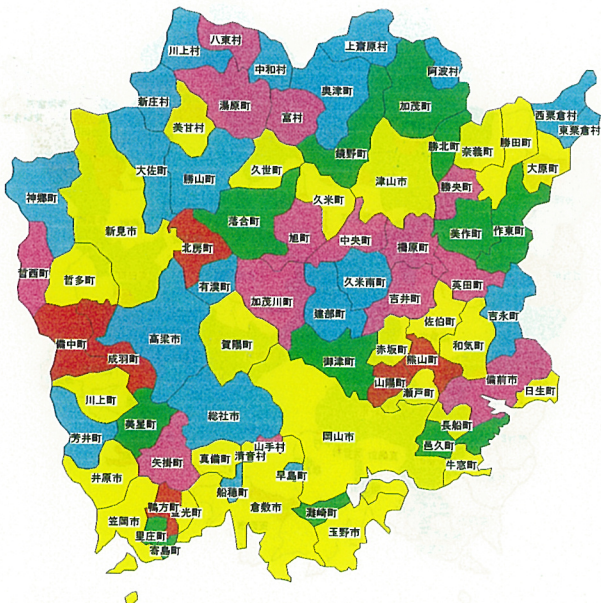 八束村
川上村
中和村
上齋原村
阿波村
新庄村
湯原町
奥津町
加茂町
西粟倉村
東粟倉村
美甘村
富村
鏡野町
勝北町
奈義町
勝田町
大原町
神郷町
大佐町
勝山町
久世町
久米町
津山市
勝央町
新見市
北房町
落合町
旭町
中央町
柵原町
美作町
作東町
哲西町
哲多町
有漢町
加茂川町
久米南町
建部町
吉井町
英田町
佐伯町
吉永町
備中町
成羽町
高梁市
賀陽町
御津町
赤坂町
熊山町
和気町
山陽町
瀬戸町
備前市
日生町
川上町
美星町
総社市
岡山市
長船町
邑久町
牛窓町
芳井町
矢掛町
真備町
清音村
山手村
早島町
井原市
船穂町
倉敷市
灘崎町
玉野市
笠岡市
鴨方町
金光町
里庄町
寄島町